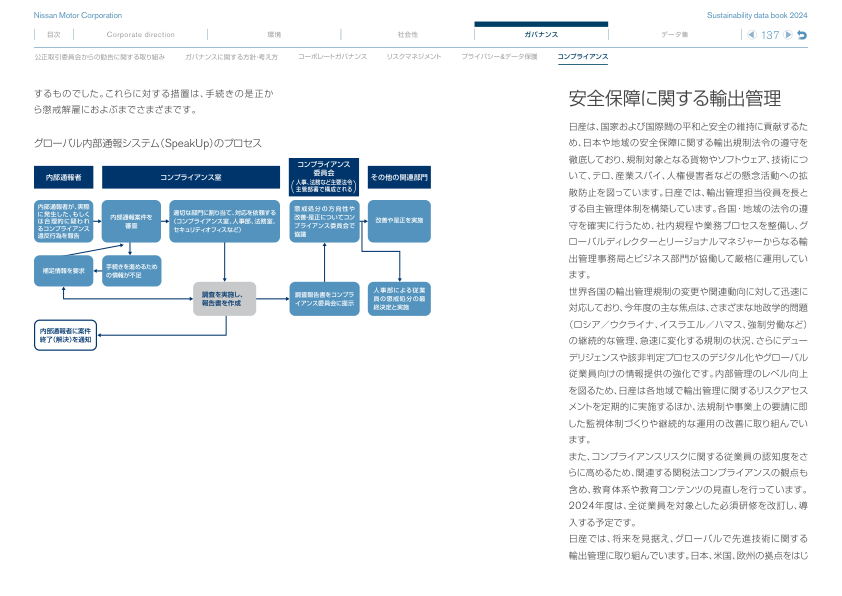 Nissan Motor Corporation
Sustainability data book 2024
目次
Corporate direction
環境
社会性
ガバナンス
データ集
137
公正取引委員会からの勧告に関する取り組み
ガバナンスに関する方針・考え方
コーポレートガバナンス
リスクマネジメント
プライバシー&データ保護
コンプライアンス
するものでした。これらに対する措置は、手続きの是正か
ら懲戒解雇におよぶまでさまざまです。
グローバル内部通報システム（SpeakUp）のプロセス
内部通報者
コンプライアンス室
コンプライアンス
委員会
（人事、法務など主要法令
主管部署で構成される）
その他の関連部門
内部通報者が、実際
に発生した、もしく
は合理的に疑われ
るコンプライアンス
違反行為を報告
内部通報案件を
審査
適切な部門に割り当て、対応を依頼する
（コンプライアンス室、人事部、法務室、
セキュリティオフィスなど）
懲戒処分の方向性や
改善・是正についてコン
プライアンス委員会で
協議
改善や是正を実施
補足情報を要求
手続きを進めるため
の情報が不足
調査を実施し、
報告書を作成
調査報告書をコンプラ
イアンス委員会に提示
人事部による従業
員の懲戒処分の最
終決定と実施
内部通報者に案件
終了（解決）を通知
安全保障に関する輸出管理
日産は、国家および国際間の平和と安全の維持に貢献するた
め、日本や地域の安全保障に関する輸出規制法令の遵守を
徹底しており、規制対象となる貨物やソフトウェア、技術につ
いて、テロ、産業スパイ、人権侵害者などの懸念活動への拡
散防止を図っています。日産では、輸出管理担当役員を長と
する自主管理体制を構築しています。各国・地域の法令の遵
守を確実に行うため、社内規程や業務プロセスを整備し、グ
ローバルディレクターとリージョナルマネジャーからなる輸
出管理事務局とビジネス部門が協働して厳格に運用してい
ます。
世界各国の輸出管理規制の変更や関連動向に対して迅速に
対応しており、今年度の主な焦点は、さまざまな地政学的問題
（ロシア／ウクライナ、イスラエル／ハマス、強制労働など）
の継続的な管理、急速に変化する規制の状況、さらにデュー
デリジェンスや該非判定プロセスのデジタル化やグローバル
従業員向けの情報提供の強化です。内部管理のレベル向上
を図るため、日産は各地域で輸出管理に関するリスクアセス
メントを定期的に実施するほか、法規制や事業上の要請に即
した監視体制づくりや継続的な運用の改善に取り組んでい
ます。
また、コンプライアンスリスクに関する従業員の認知度をさ
らに高めるため、関連する関税法コンプライアンスの観点も
含め、教育体系や教育コンテンツの見直しを行っています。
2024年度は、全従業員を対象とした必須研修を改訂し、導
入する予定です。
日産では、将来を見据え、グローバルで先進技術に関する
輸出管理に取り組んでいます。日本、米国、欧州の拠点をはじ